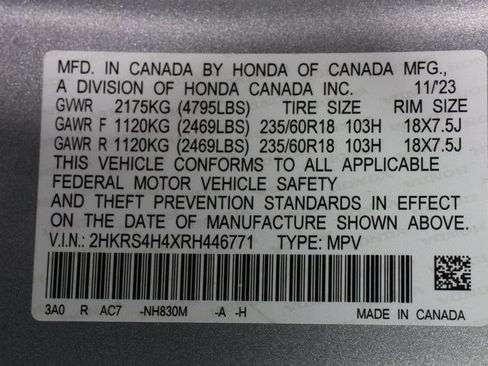 MFD. IN CANADA BY HONDA OF CANADA MFG.,
A DIVISION OF HONDA CANADA INC. 11/'23
GVWR 2175KG (4795LBS) TIRE SIZE RIM SIZE
GAWR F 1120KG (2469LBS) 235/60R18 103H 18X7.5J
GAWR R 1120KG (2469LBS) 235/60R18 103H 18X7.5J
THIS VEHICLE CONFORMS TO ALL APPLICABLE
FEDERAL MOTOR VEHICLE SAFETY
AND THEFT PREVENTION STANDARDS IN EFFECT
ON THE DATE OF MANUFACTURE SHOWN ABOVE.
V.I.N.: 2HKRS4H4XRH446771 TYPE: MPV
3A0 R AC7 -NH830M -A -H MADE IN CANADA